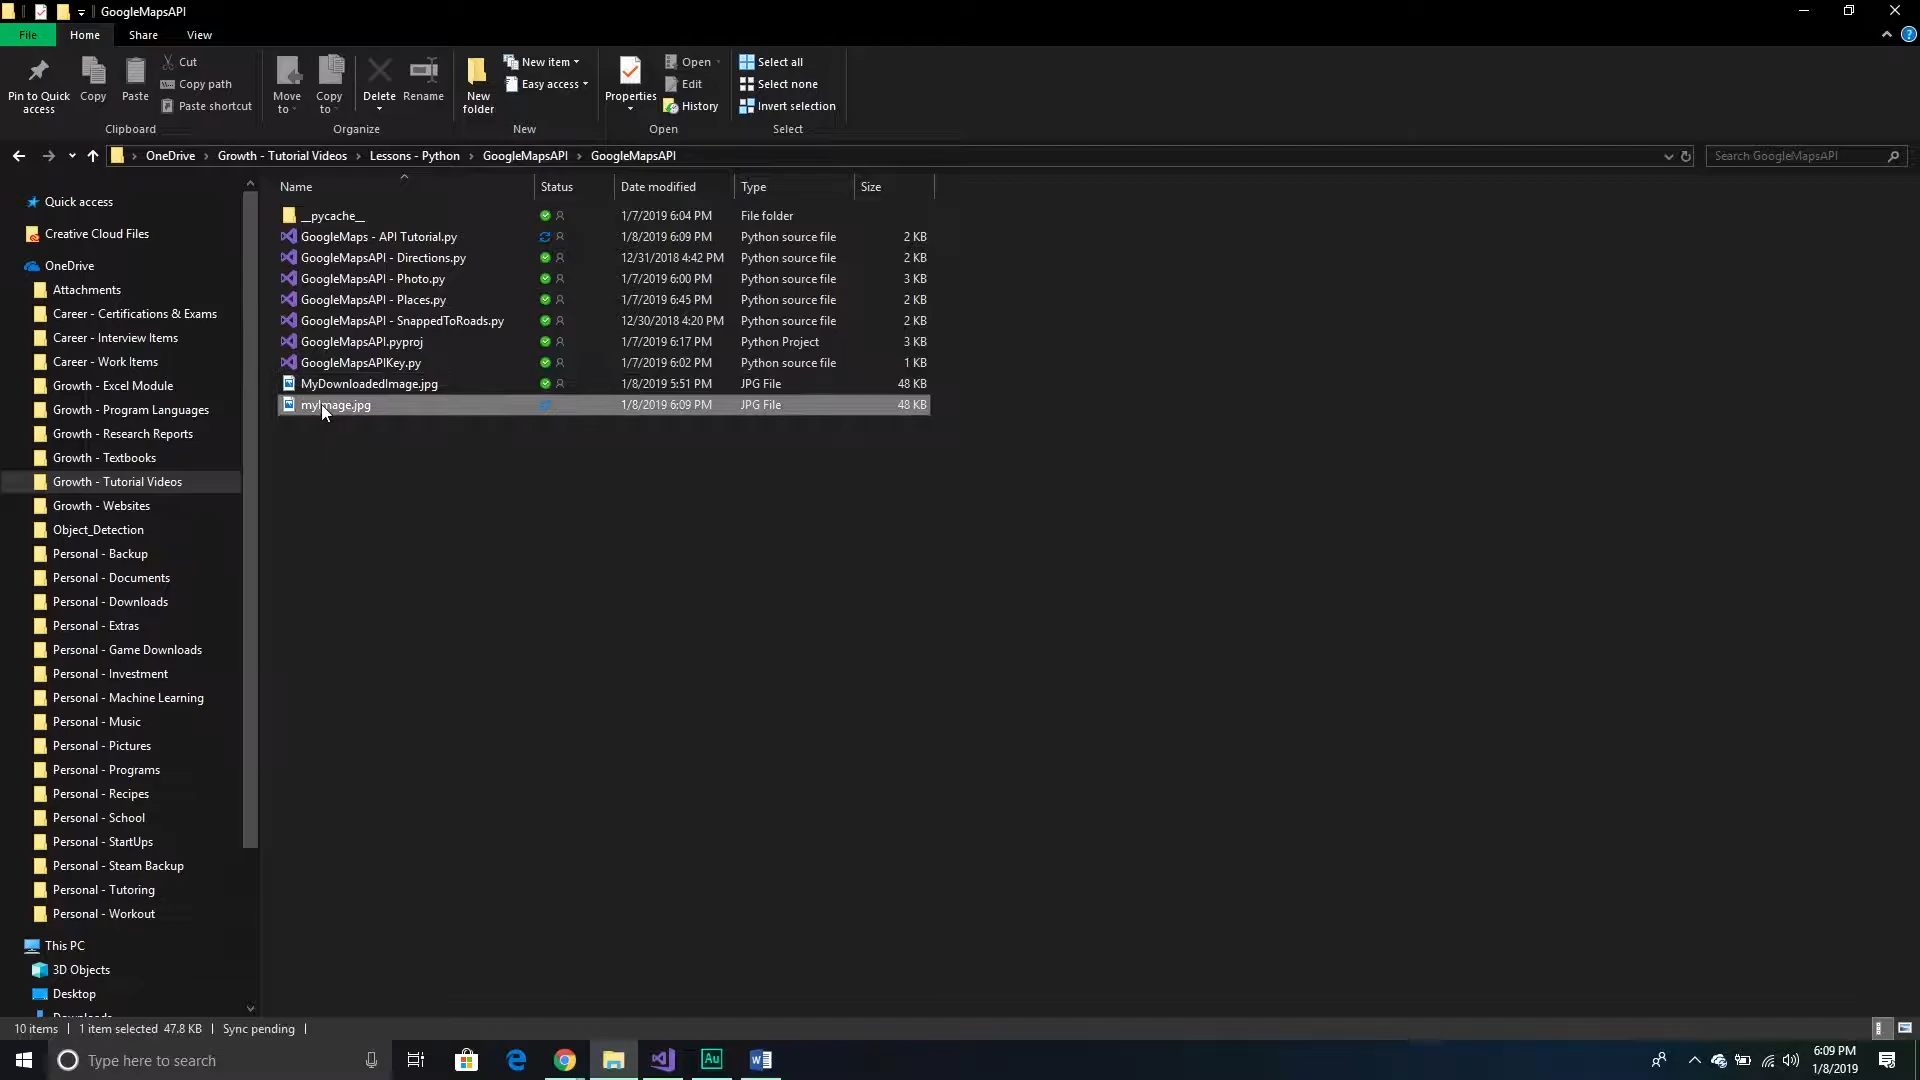 GoogleMapsAPI
File Home Share View
Pin to Quick access
Copy
Paste
Cut
Copy path
Paste shortcut
Clipboard
Move to
Copy to
Delete
Rename
Organize
New folder
New item
Easy access
New
Properties
Open
Edit
History
Open
Select all
Select none
Invert selection
Select
OneDrive › Growth - Tutorial Videos › Lessons - Python › GoogleMapsAPI › GoogleMapsAPI
Search GoogleMapsAPI
Quick access
Creative Cloud Files
OneDrive
Attachments
Career - Certifications & Exams
Career - Interview Items
Career - Work Items
Growth - Excel Module
Growth - Program Languages
Growth - Research Reports
Growth - Textbooks
Growth - Tutorial Videos
Growth - Websites
Object_Detection
Personal - Backup
Personal - Documents
Personal - Downloads
Personal - Extras
Personal - Game Downloads
Personal - Investment
Personal - Machine Learning
Personal - Music
Personal - Pictures
Personal - Programs
Personal - Recipes
Personal - School
Personal - StartUps
Personal - Steam Backup
Personal - Tutoring
Personal - Workout
This PC
3D Objects
Desktop
Name Status Date modified Type Size
__pycache__ 1/7/2019 6:04 PM File folder
GoogleMaps - API Tutorial.py 1/8/2019 6:09 PM Python source file 2 KB
GoogleMapsAPI - Directions.py 12/31/2018 4:42 PM Python source file 2 KB
GoogleMapsAPI - Photo.py 1/7/2019 6:00 PM Python source file 3 KB
GoogleMapsAPI - Places.py 1/7/2019 6:45 PM Python source file 2 KB
GoogleMapsAPI - SnappedToRoads.py 12/30/2018 4:20 PM Python source file 2 KB
GoogleMapsAPI.pyproj 1/7/2019 6:17 PM Python Project 3 KB
GoogleMapsAPIKey.py 1/7/2019 6:02 PM Python source file 1 KB
MyDownloadedImage.jpg 1/8/2019 5:51 PM JPG File 48 KB
myImage.jpg 1/8/2019 6:09 PM JPG File 48 KB
10 items | 1 item selected 47.8 KB | Sync pending |
Type here to search
Au
6:09 PM
1/8/2019